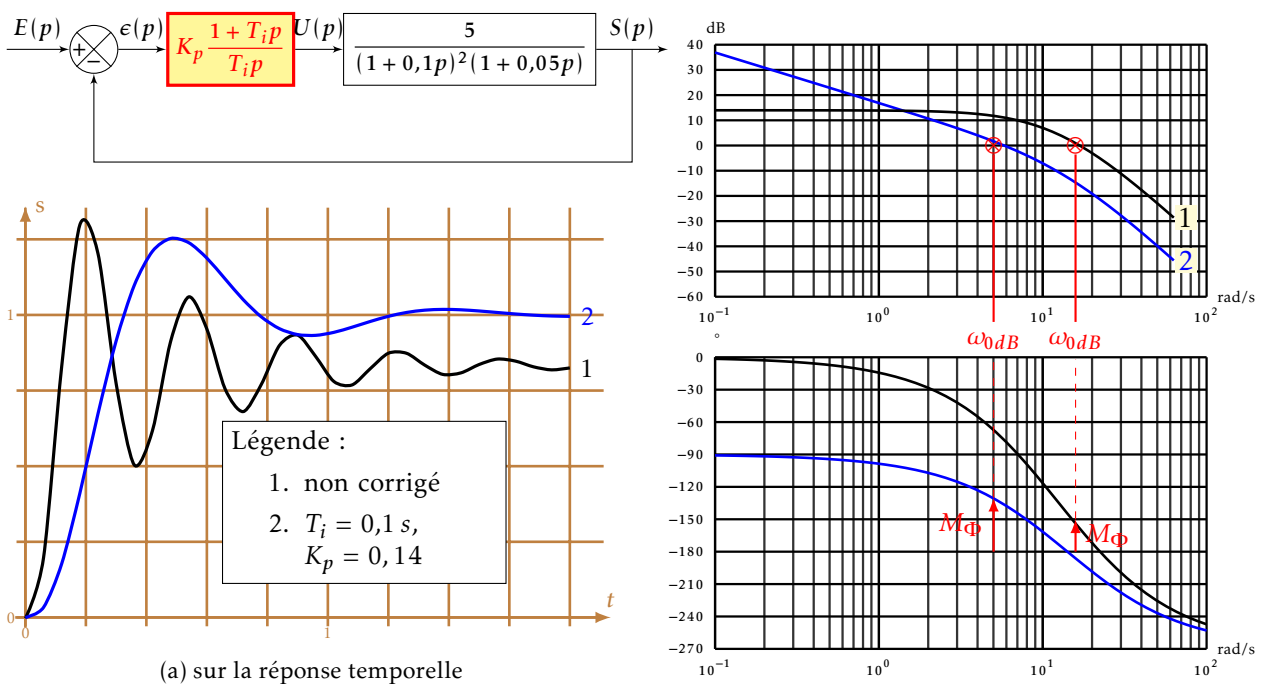 E(p)
+
−
ϵ(p)
K_p (1 + T_i p)/(T_i p)
U(p)
5/((1 + 0,1p)²(1 + 0,05p))
S(p)
s
1
0
0
1
t
2
1
Légende :
1. non corrigé
2. T_i = 0,1 s,
K_p = 0, 14
(a) sur la réponse temporelle
dB
40
30
20
10
0
−10
−20
−30
−40
−50
−60
10⁻¹
10⁰
10¹
10²
rad/s
1
2
ω₀dB
ω₀dB
°
0
−30
−60
−90
−120
−150
−180
−210
−240
−270
M_Φ
M_Φ
10⁻¹
10⁰
10¹
10²
rad/s